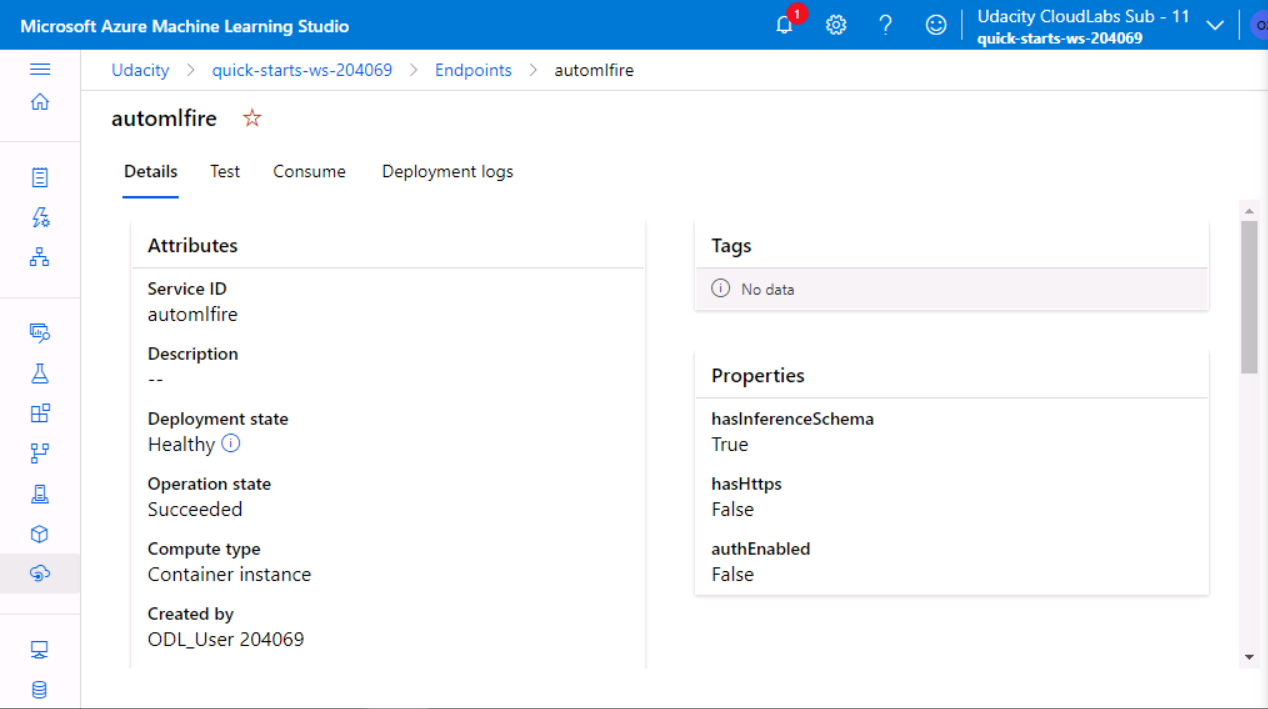 Microsoft Azure Machine Learning Studio
1
?
Udacity CloudLabs Sub - 11
quick-starts-ws-204069
Udacity > quick-starts-ws-204069 > Endpoints > automlfire
automlfire
Details Test Consume Deployment logs
Attributes
Service ID
automlfire
Description
--
Deployment state
Healthy
Operation state
Succeeded
Compute type
Container instance
Created by
ODL_User 204069
Tags
No data
Properties
hasInferenceSchema
True
hasHttps
False
authEnabled
False